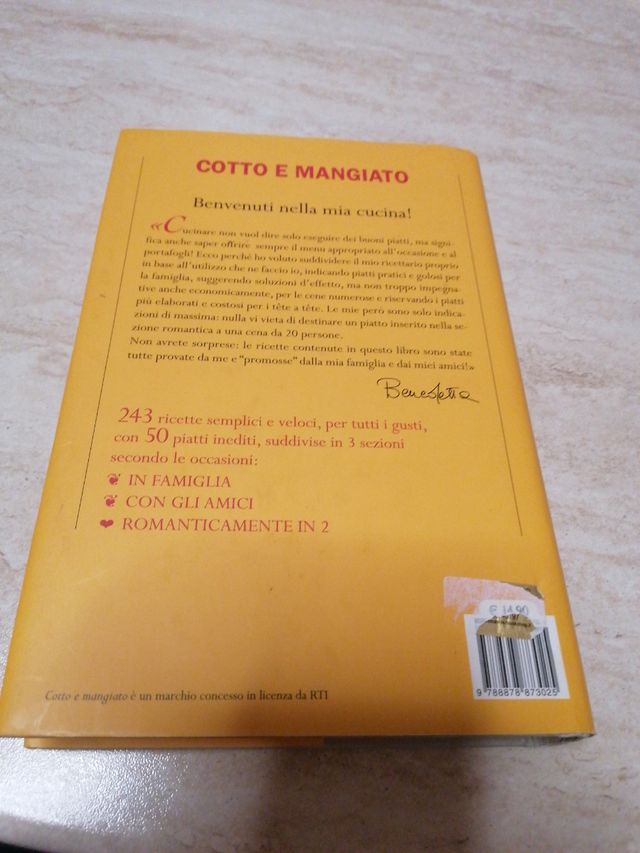 COTTO E MANGIATO
Benvenuti nella mia cucina!
«Cucinare non vuol dire solo eseguire dei buoni piatti, ma signi-
fica anche saper offrire sempre il menu appropriato all'occasione e al
portafogli! Ecco perché ho voluto suddividere il mio ricettario proprio
in base all'utilizzo che ne faccio io, indicando piatti pratici e golosi per
la famiglia, suggerendo soluzioni d'effetto, ma non troppo impegna-
tive anche economicamente, per le cene numerose e riservando i piatti
più elaborati e costosi per i tête a tête. Le mie però sono solo indica-
zioni di massima: nulla vi vieta di destinare un piatto inserito nella se-
zione romantica a una cena da 20 persone.
Non avrete sorprese: le ricette contenute in questo libro sono state
tutte provate da me e "promosse" dalla mia famiglia e dai miei amici!»
Benedetta
243 ricette semplici e veloci, per tutti i gusti,
con 50 piatti inediti, suddivise in 3 sezioni
secondo le occasioni:
❦ IN FAMIGLIA
❦ CON GLI AMICI
❤ ROMANTICAMENTE IN 2
€ 14,90
9 788878 873025
Cotto e mangiato è un marchio concesso in licenza da RTI